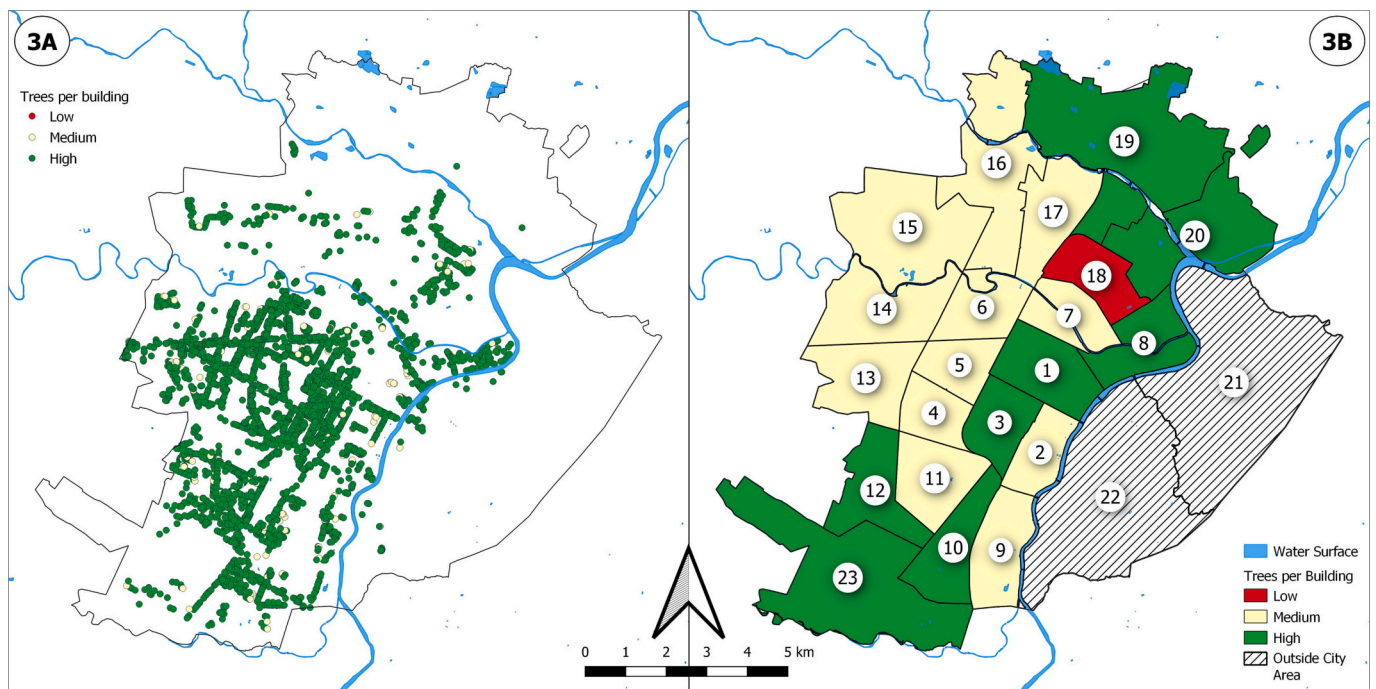 3A
Trees per building
Low
Medium
High
3B
19
16
17
15
20
18
14
6
7
8
5
1
13
21
4
3
2
11
12
22
10
9
23
0 1 2 3 4 5 km
Water Surface
Trees per Building
Low
Medium
High
Outside City
Area